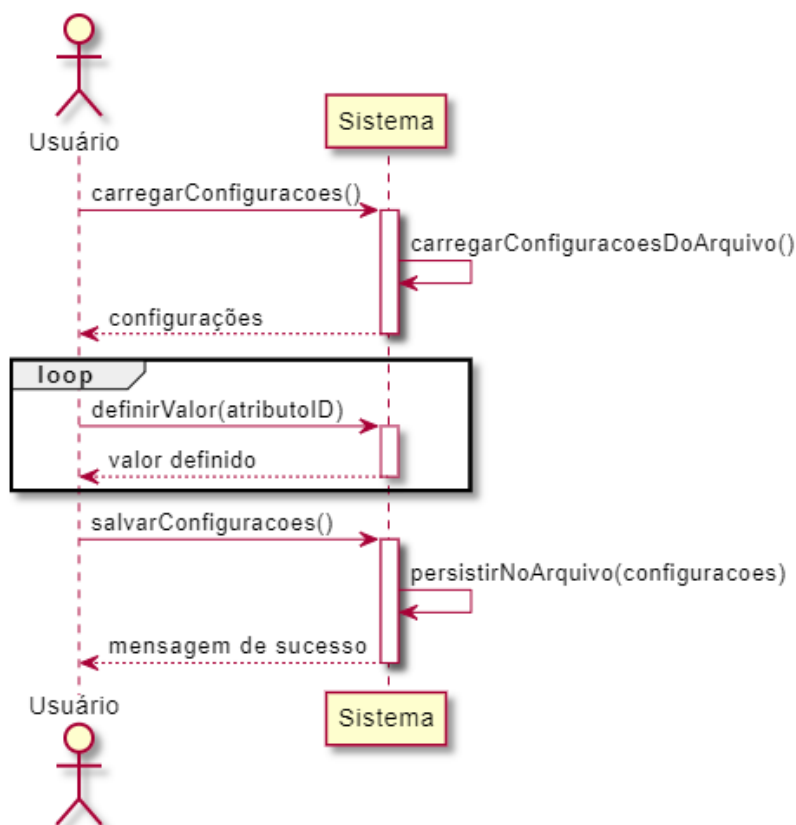 Usuário
Sistema
carregarConfiguracoes()
carregarConfiguracoesDoArquivo()
configurações
loop
definirValor(atributoID)
valor definido
salvarConfiguracoes()
persistirNoArquivo(configuracoes)
mensagem de sucesso
Usuário
Sistema